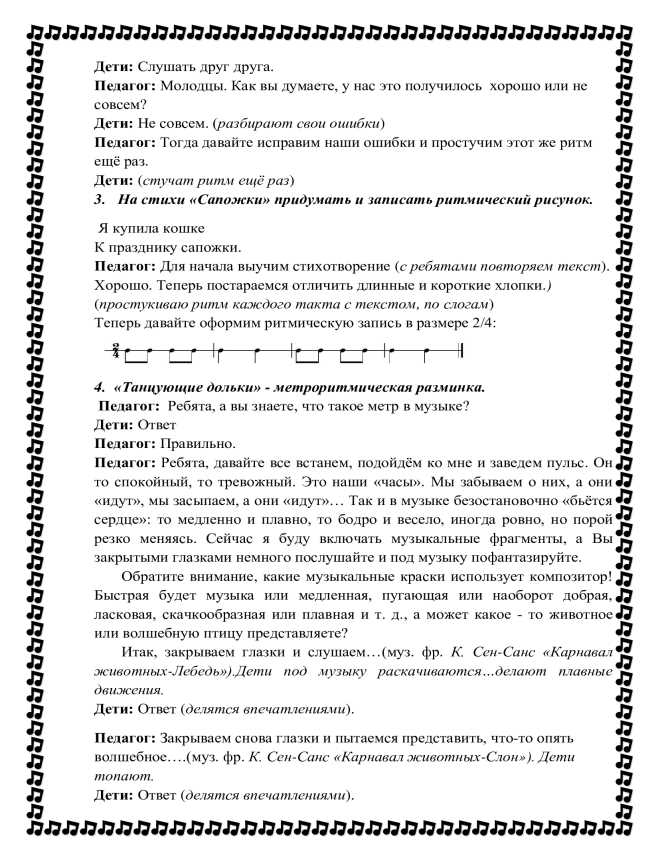 Дети: Слушать друг друга.
Педагог: Молодцы. Как вы думаете, у нас это получилось  хорошо или не
совсем?
Дети: Не совсем. (разбирают свои ошибки)
Педагог: Тогда давайте исправим наши ошибки и простучим этот же ритм
ещё раз.
Дети: (стучат ритм ещё раз)
3.   На стихи «Сапожки» придумать и записать ритмический рисунок.
Я купила кошке
К празднику сапожки.
Педагог: Для начала выучим стихотворение (с ребятами повторяем текст).
Хорошо. Теперь постараемся отличить длинные и короткие хлопки.)
(простукиваю ритм каждого такта с текстом, по слогам)
Теперь давайте оформим ритмическую запись в размере 2/4:
2
4
4.  «Танцующие дольки» - метроритмическая разминка.
Педагог:  Ребята, а вы знаете, что такое метр в музыке?
Дети: Ответ
Педагог: Правильно.
Педагог: Ребята, давайте все встанем, подойдём ко мне и заведем пульс. Он
то спокойный, то тревожный. Это наши «часы». Мы забываем о них, а они
«идут», мы засыпаем, а они «идут»… Так и в музыке безостановочно «бьётся
сердце»: то медленно и плавно, то бодро и весело, иногда ровно, но порой
резко меняясь. Сейчас я буду включать музыкальные фрагменты, а Вы
закрытыми глазками немного послушайте и под музыку пофантазируйте.
Обратите внимание, какие музыкальные краски использует композитор!
Быстрая будет музыка или медленная, пугающая или наоборот добрая,
ласковая, скачкообразная или плавная и т. д., а может какое - то животное
или волшебную птицу представляете?
Итак, закрываем глазки и слушаем…(муз. фр. К. Сен-Санс «Карнавал
животных-Лебедь»).Дети под музыку раскачиваются…делают плавные
движения.
Дети: Ответ (делятся впечатлениями).
Педагог: Закрываем снова глазки и пытаемся представить, что-то опять
волшебное….(муз. фр. К. Сен-Санс «Карнавал животных-Слон»). Дети
топают.
Дети: Ответ (делятся впечатлениями).